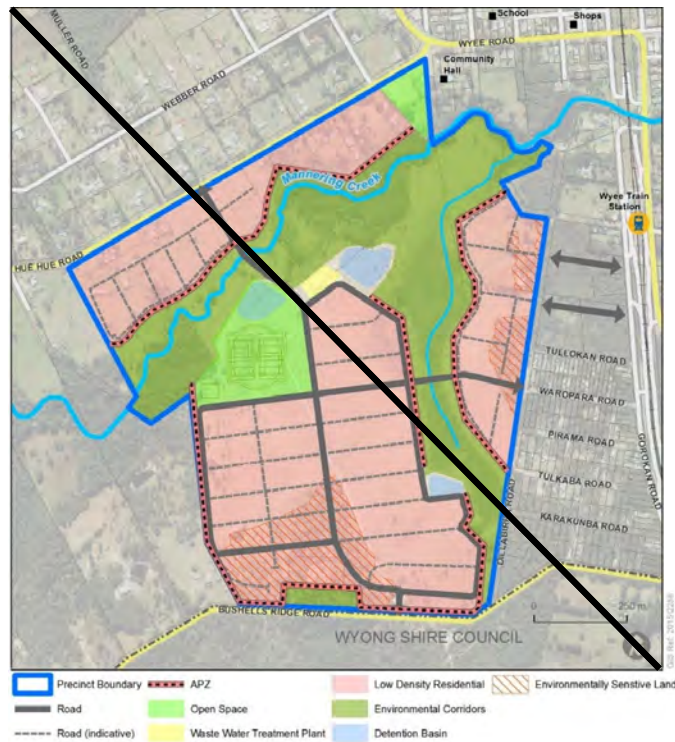 School
Shops
MULLER ROAD
WYEE ROAD
Community
Hall
WEBBER ROAD
Mannering Creek
Wyee Train
Station
HUE HUE ROAD
TULLOKAN ROAD
WAROPARA ROAD
PIRAMA ROAD
GOROKAN ROAD
TULKABA ROAD
KARAKUNBA ROAD
ROAD
BUSHELLS RIDGE ROAD
0 250 m
WYONG SHIRE COUNCIL
Precinct Boundary
APZ
Low Density Residential
Environmentally Senstive Land
Road
Open Space
Environmental Corridors
Road (indicative)
Waste Water Treatment Plant
Detention Basin